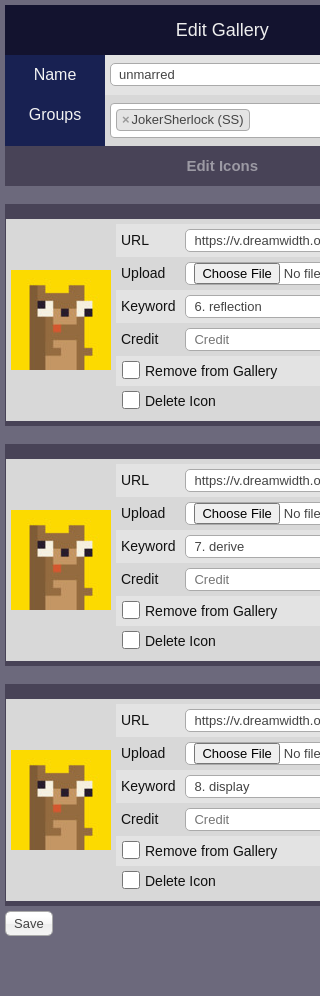 Edit Gallery
Name
unmarred
Groups
×JokerSherlock (SS)
Edit Icons
URL
https://v.dreamwidth.o
Upload
Choose File No file
Keyword
6. reflection
Credit
Credit
Remove from Gallery
Delete Icon
URL
https://v.dreamwidth.o
Upload
Choose File No file
Keyword
7. derive
Credit
Credit
Remove from Gallery
Delete Icon
URL
https://v.dreamwidth.o
Upload
Choose File No file
Keyword
8. display
Credit
Credit
Remove from Gallery
Delete Icon
Save